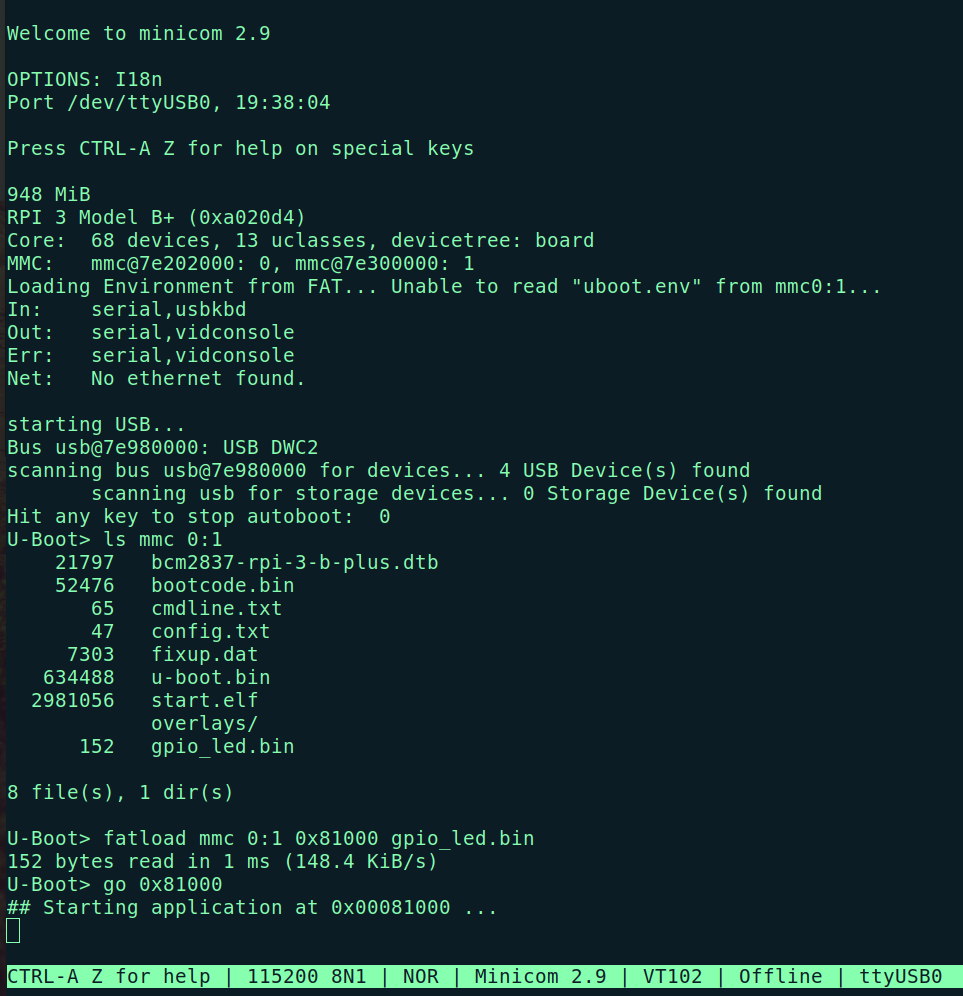 Welcome to minicom 2.9
OPTIONS: I18n
Port /dev/ttyUSB0, 19:38:04
Press CTRL-A Z for help on special keys
948 MiB
RPI 3 Model B+ (0xa020d4)
Core:  68 devices, 13 uclasses, devicetree: board
MMC:   mmc@7e202000: 0, mmc@7e300000: 1
Loading Environment from FAT... Unable to read "uboot.env" from mmc0:1...
In:    serial,usbkbd
Out:   serial,vidconsole
Err:   serial,vidconsole
Net:   No ethernet found.
starting USB...
Bus usb@7e980000: USB DWC2
scanning bus usb@7e980000 for devices... 4 USB Device(s) found
       scanning usb for storage devices... 0 Storage Device(s) found
Hit any key to stop autoboot:  0
U-Boot> ls mmc 0:1
    21797   bcm2837-rpi-3-b-plus.dtb
    52476   bootcode.bin
       65   cmdline.txt
       47   config.txt
     7303   fixup.dat
   634488   u-boot.bin
  2981056   start.elf
            overlays/
      152   gpio_led.bin
8 file(s), 1 dir(s)
U-Boot> fatload mmc 0:1 0x81000 gpio_led.bin
152 bytes read in 1 ms (148.4 KiB/s)
U-Boot> go 0x81000
## Starting application at 0x00081000 ...
CTRL-A Z for help | 115200 8N1 | NOR | Minicom 2.9 | VT102 | Offline | ttyUSB0